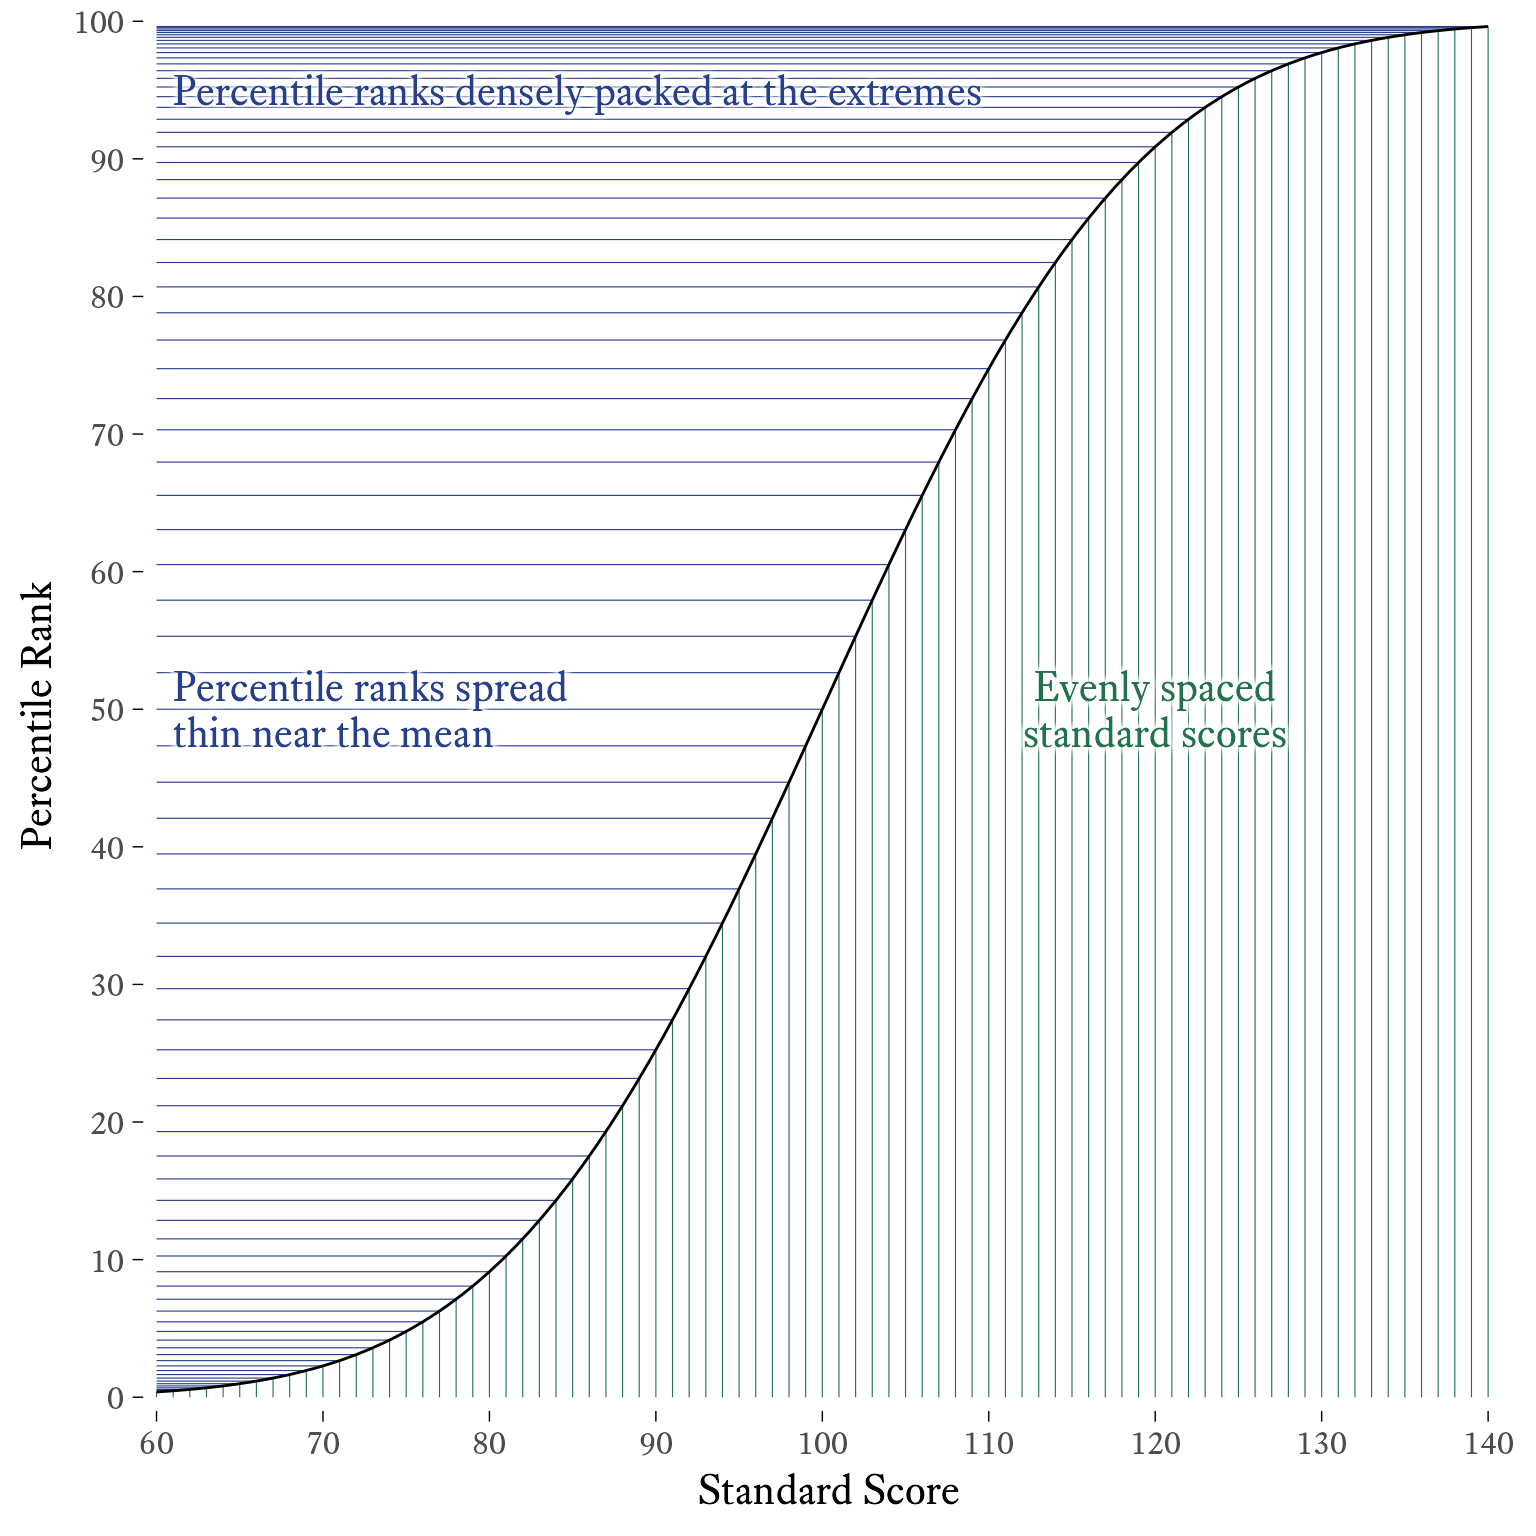 100
90
80
70
60
50
40
30
20
10
0
Percentile Rank
Percentile ranks densely packed at the extremes
Percentile ranks spread
thin near the mean
Evenly spaced
standard scores
60 70 80 90 100 110 120 130 140
Standard Score